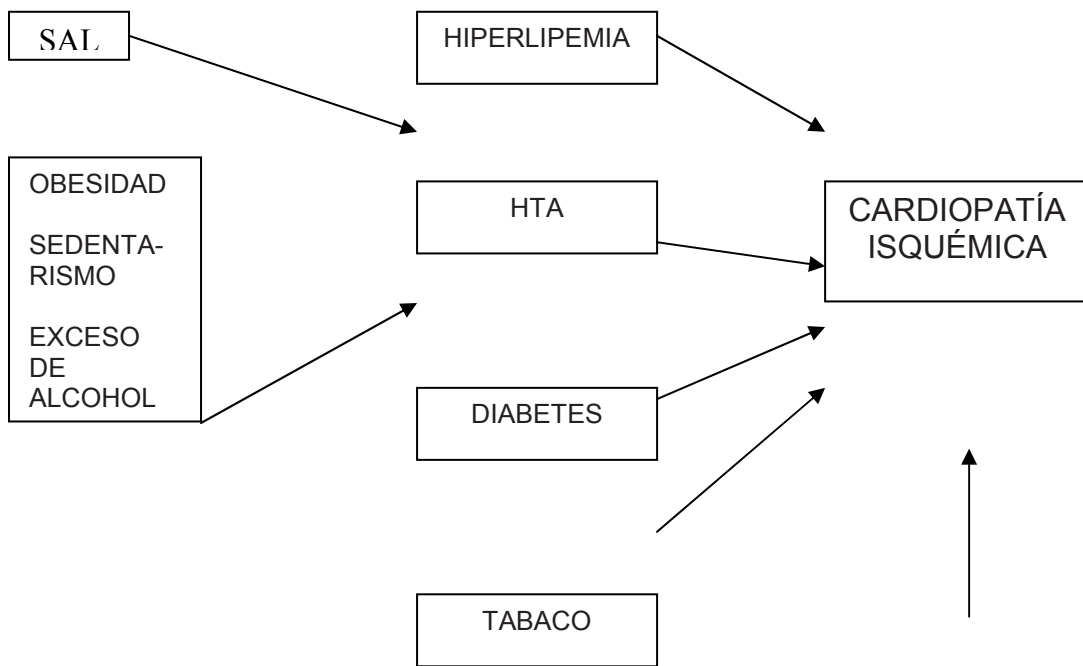 SAL
HIPERLIPEMIA
OBESIDAD
SEDENTA-
RISMO
EXCESO
DE
ALCOHOL
HTA
CARDIOPATÍA
ISQUÉMICA
DIABETES
TABACO